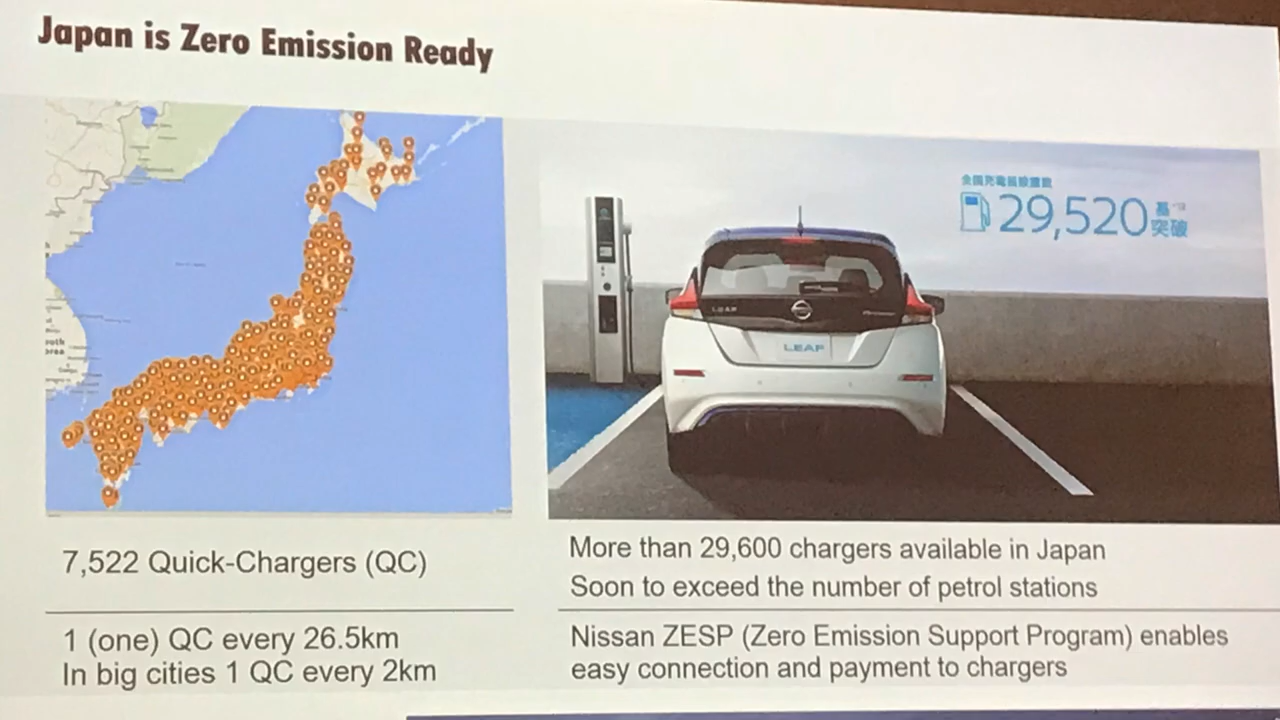 Japan is Zero Emission Ready
全国充電器設置数
29,520基
突破
LEAF
LEAF
7,522 Quick-Chargers (QC)
1 (one) QC every 26.5km
In big cities 1 QC every 2km
More than 29,600 chargers available in Japan
Soon to exceed the number of petrol stations
Nissan ZESP (Zero Emission Support Program) enables
easy connection and payment to chargers